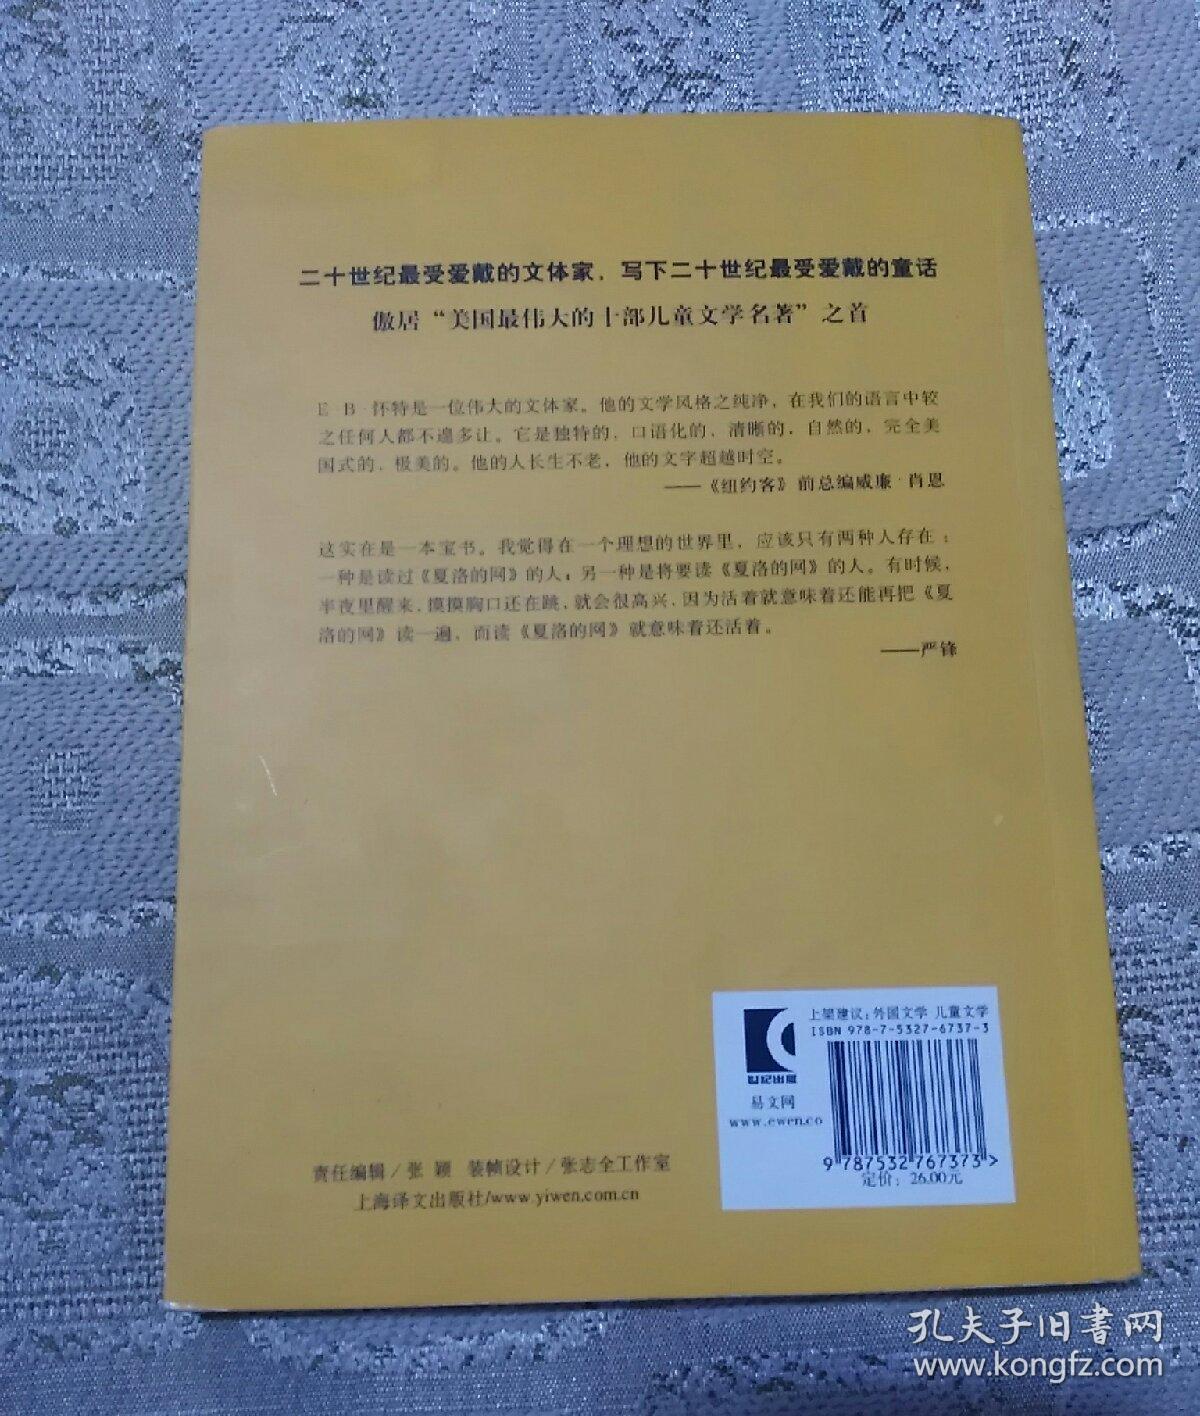 二十世纪最受爱戴的文体家，写下二十世纪最受爱戴的童话
傲居“美国最伟大的十部儿童文学名著”之首
E·B·怀特是一位伟大的文体家。他的文学风格之纯净，在我们的语言中较
之任何人都不遑多让。它是独特的，口语化的，清晰的，自然的，完全美
国式的，极美的。他的人长生不老，他的文字超越时空。
——《纽约客》前总编威廉·肖恩
这实在是一本宝书。我觉得在一个理想的世界里，应该只有两种人存在：
一种是读过《夏洛的网》的人；另一种是将要读《夏洛的网》的人。有时候，
半夜里醒来，摸摸胸口还在跳，就会很高兴，因为活着就意味着还能再把《夏
洛的网》读一遍，而读《夏洛的网》就意味着还活着。
——严锋
上架建议：外国文学 儿童文学
ISBN 978-7-5327-6737-3
世纪出版
易文网
www.ewen.co
9 787532 767373 >
定价：26.00元
责任编辑/张 颖 装帧设计/张志全工作室
上海译文出版社/www.yiwen.com.cn
孔夫子旧书网
www.kongfz.com